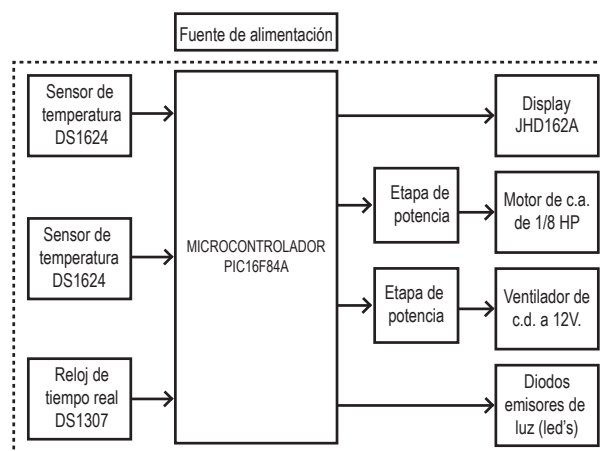 Fuente de alimentación
Sensor de
temperatura
DS1624
Sensor de
temperatura
DS1624
Reloj de
tiempo real
DS1307
MICROCONTROLADOR
PIC16F84A
Etapa de
potencia
Etapa de
potencia
Display
JHD162A
Motor de c.a.
de 1/8 HP
Ventilador de
c.d. a 12V.
Diodos
emisores de
luz (led's)